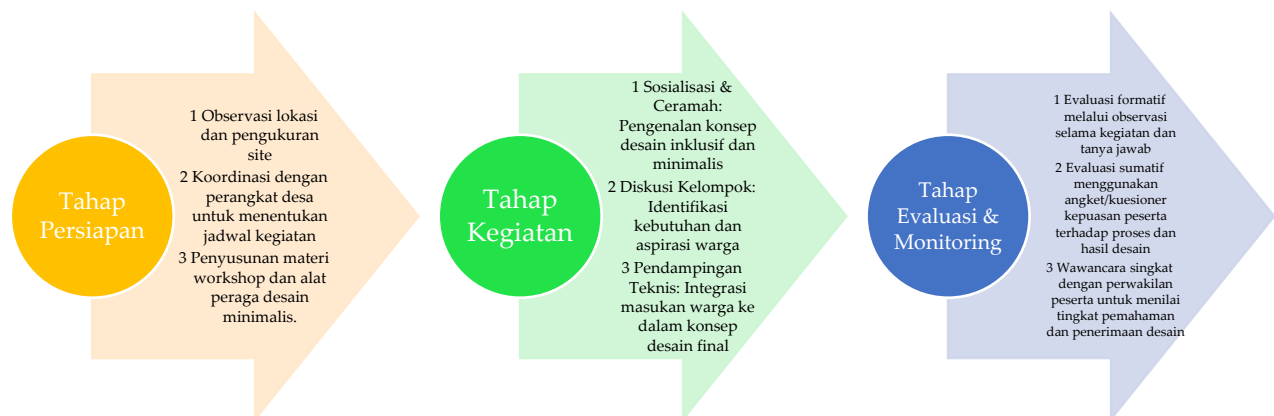 Tahap
Persiapan
1 Observasi lokasi
dan pengukuran
site
2 Koordinasi dengan
perangkat desa
untuk menentukan
jadwal kegiatan
3 Penyusunan materi
workshop dan alat
peraga desain
minimalis.
Tahap
Kegiatan
1 Sosialisasi &
Ceramah:
Pengenalan konsep
desain inklusif dan
minimalis
2 Diskusi Kelompok:
Identifikasi
kebutuhan dan
aspirasi warga
3 Pendampingan
Teknis: Integrasi
masukan warga ke
dalam konsep
desain final
Tahap
Evaluasi &
Monitoring
1 Evaluasi formatif
melalui observasi
selama kegiatan dan
tanya jawab
2 Evaluasi sumatif
menggunakan
angket/kuesioner
kepuasan peserta
terhadap proses dan
hasil desain
3 Wawancara singkat
dengan perwakilan
peserta untuk menilai
tingkat pemahaman
dan penerimaan desain